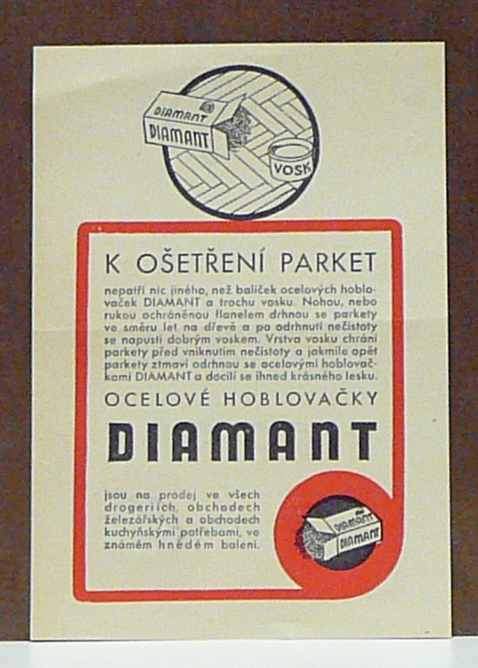 DIAMANT
DIAMANT
VOSK
K OŠETŘENÍ PARKET
nepatří nic jiného, než balíček ocelových hoblo-
vaček DIAMANT a trochu vosku. Nohou, nebo
rukou ochráněnou flanelem drhnou se parkety
ve směru let na dřevě a po odrhnutí nečistoty
se napustí dobrým voskem. Vrstva vosku chrání
parkety před vniknutím nečistoty a jakmile opět
parkety ztmaví odrhnou se ocelovými hoblovač-
kami DIAMANT a docílí se ihned krásného lesku.
OCELOVÉ HOBLOVAČKY
DIAMANT
jsou na prodej ve všech
drogeriích, obchodech
železářských a obchodech
kuchyňskými potřebami, ve
známém hnědém balení.
DIAMANT
DIAMANT